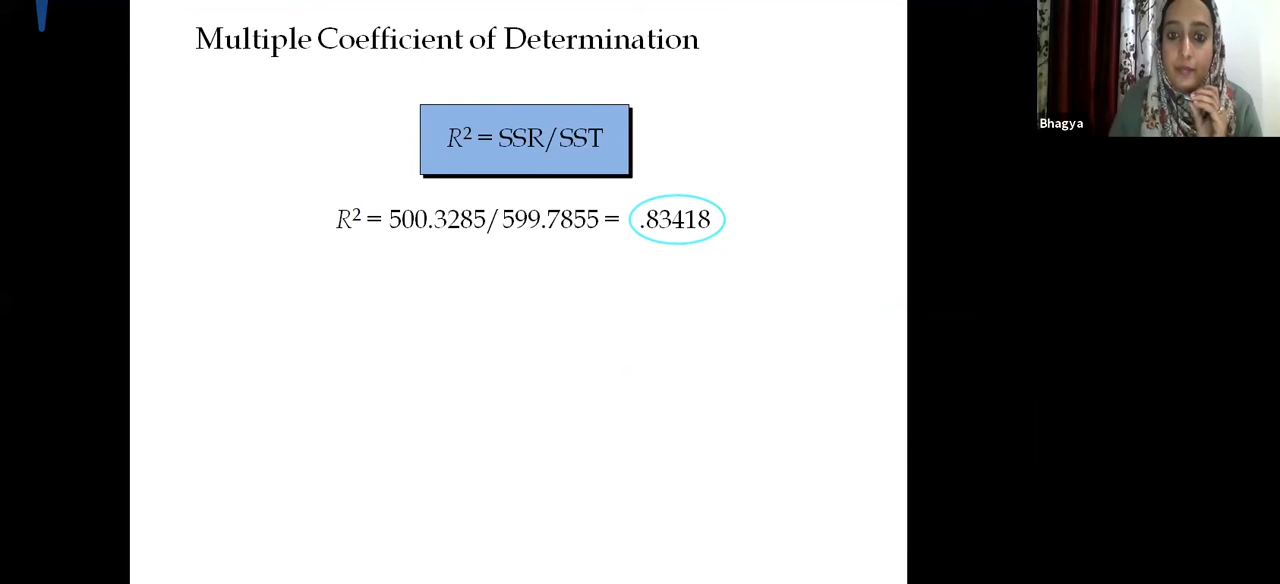 Multiple Coefficient of Determination
R² = SSR/SST
R² = 500.3285/599.7855 = .83418
Bhagya